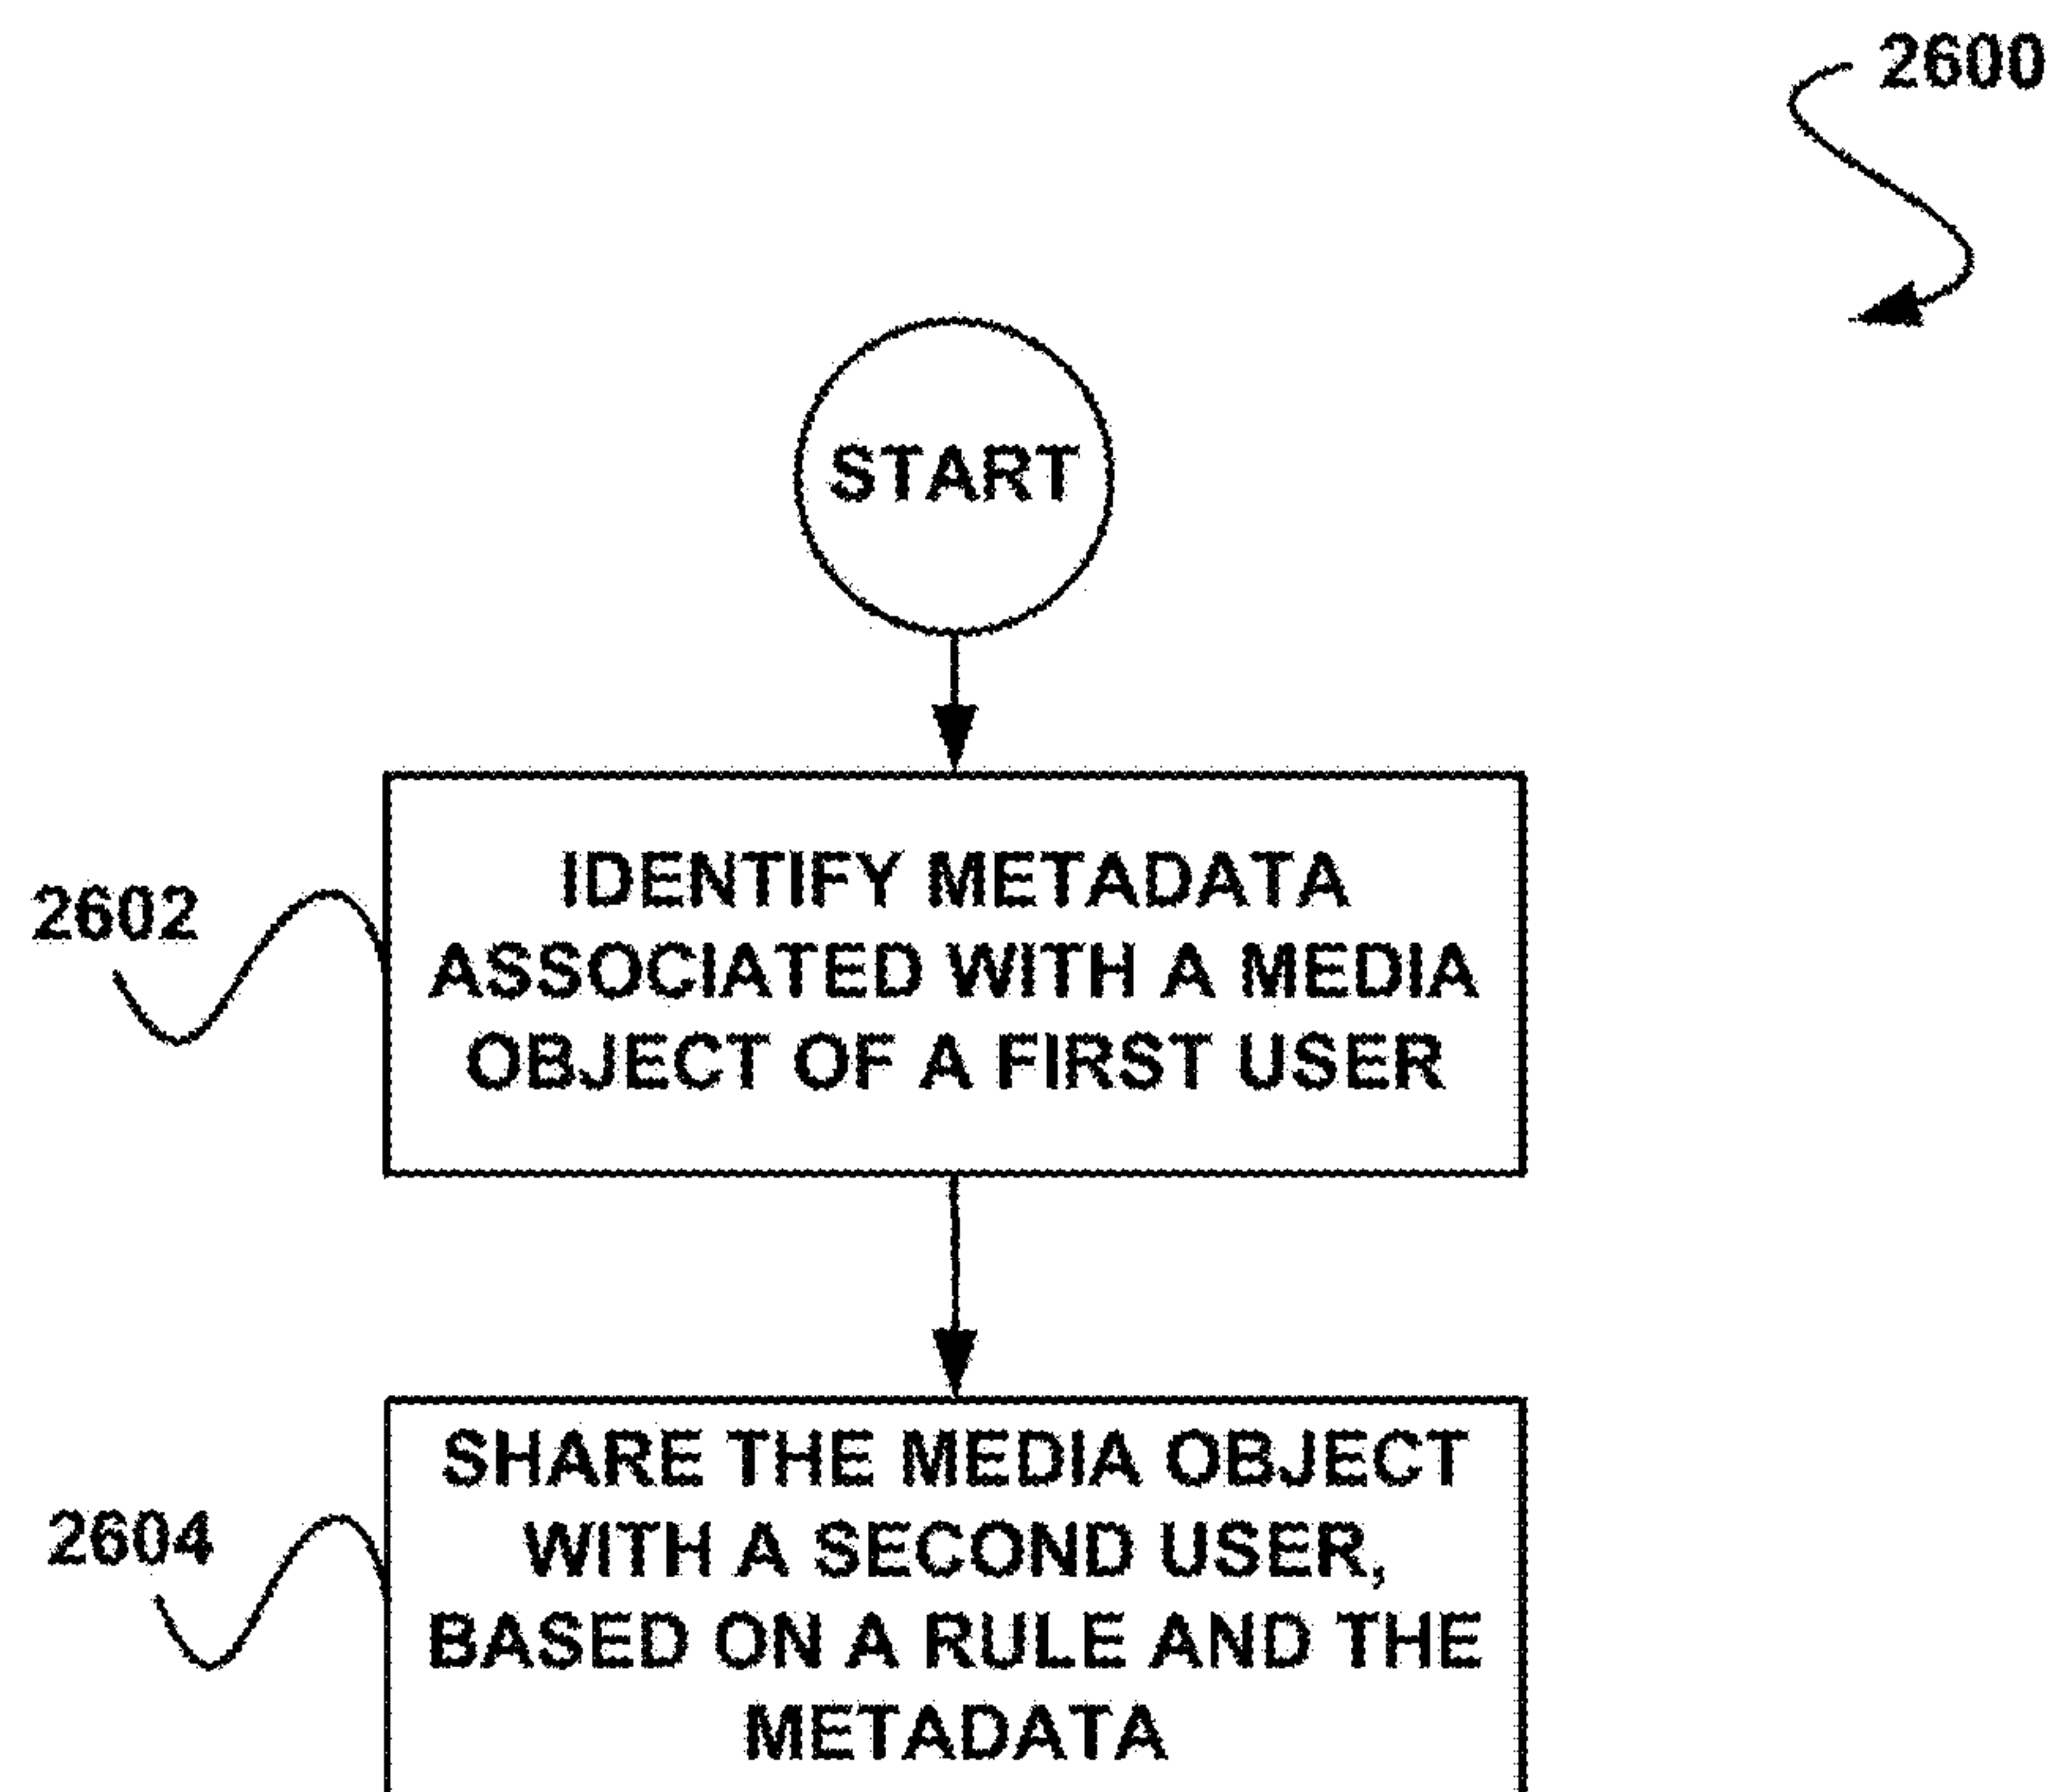 2600
START
2602
IDENTIFY METADATA
ASSOCIATED WITH A MEDIA
OBJECT OF A FIRST USER
2604
SHARE THE MEDIA OBJECT
WITH A SECOND USER,
BASED ON A RULE AND THE
METADATA